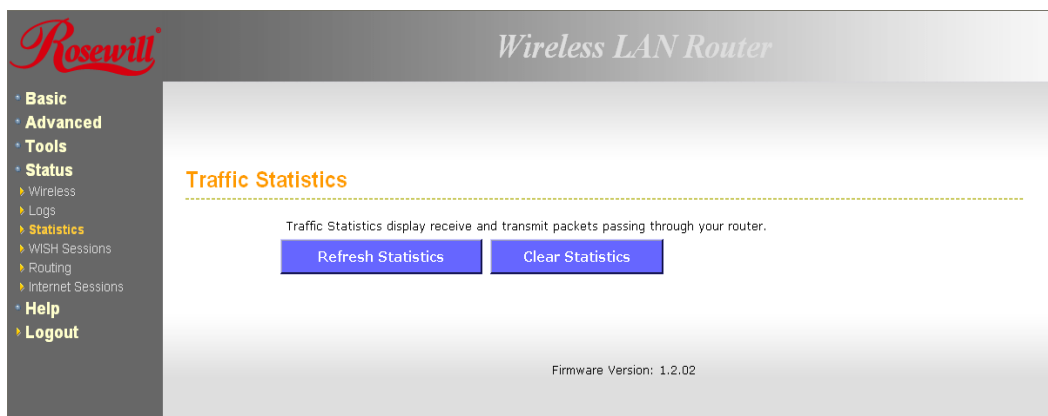 Rosewill
Wireless LAN Router
Basic
Advanced
Tools
Status
Wireless
Logs
Statistics
WISH Sessions
Routing
Internet Sessions
Help
Logout
Traffic Statistics
Traffic Statistics display receive and transmit packets passing through your router.
Refresh Statistics
Clear Statistics
Firmware Version: 1.2.02